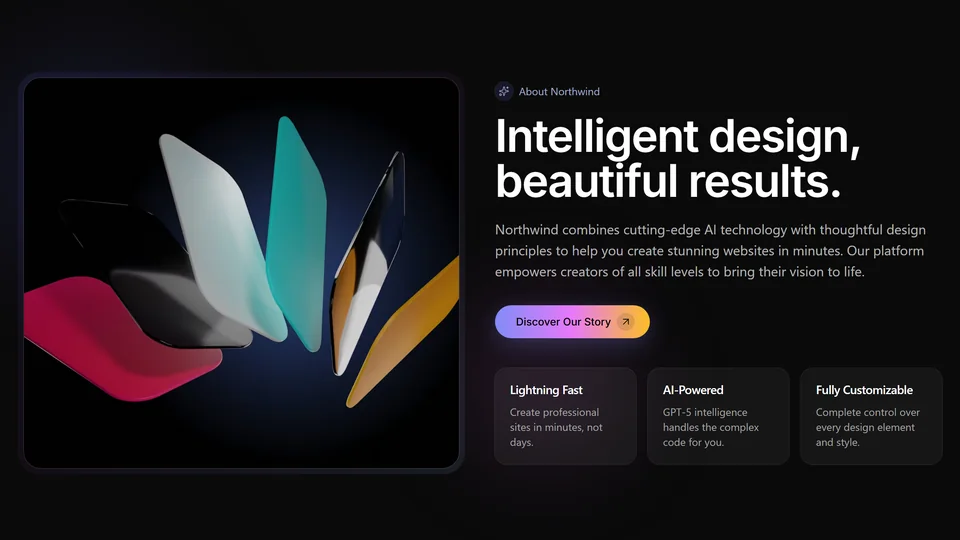 About Northwind
Intelligent design,
beautiful results.
Northwind combines cutting-edge AI technology with thoughtful design
principles to help you create stunning websites in minutes. Our platform
empowers creators of all skill levels to bring their vision to life.
Discover Our Story
Lightning Fast
Create professional
sites in minutes, not
days.
AI-Powered
GPT-5 intelligence
handles the complex
code for you.
Fully Customizable
Complete control over
every design element
and style.